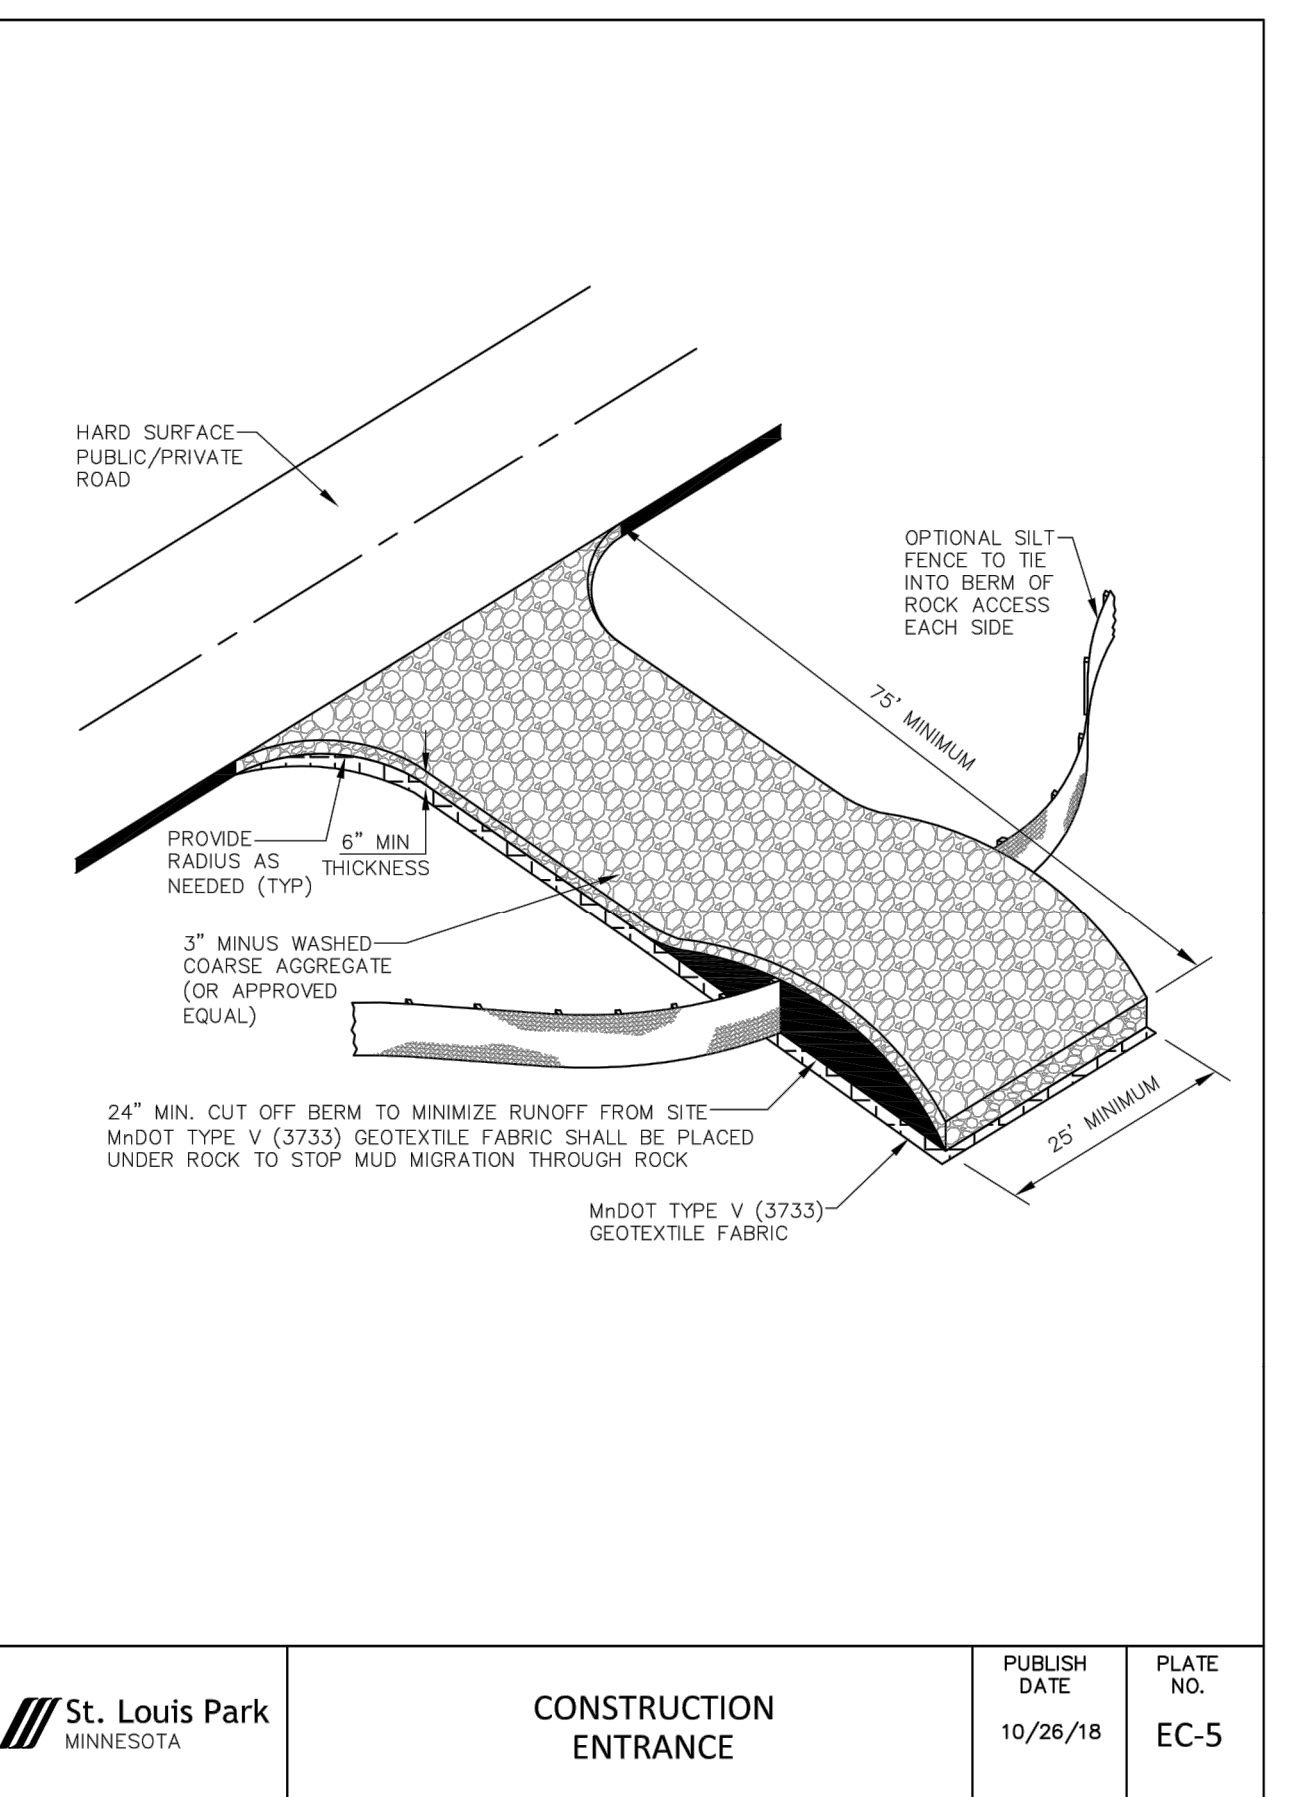 HARD SURFACE
PUBLIC/PRIVATE
ROAD
OPTIONAL SILT
FENCE TO TIE
INTO BERM OF
ROCK ACCESS
EACH SIDE
75' MINIMUM
PROVIDE
RADIUS AS
NEEDED (TYP)
6" MIN
THICKNESS
3" MINUS WASHED
COARSE AGGREGATE
(OR APPROVED
EQUAL)
24" MIN. CUT OFF BERM TO MINIMIZE RUNOFF FROM SITE
MnDOT TYPE V (3733) GEOTEXTILE FABRIC SHALL BE PLACED
UNDER ROCK TO STOP MUD MIGRATION THROUGH ROCK
25' MINIMUM
MnDOT TYPE V (3733)
GEOTEXTILE FABRIC
St. Louis Park
MINNESOTA
CONSTRUCTION
ENTRANCE
PUBLISH
DATE
10/26/18
PLATE
NO.
EC-5